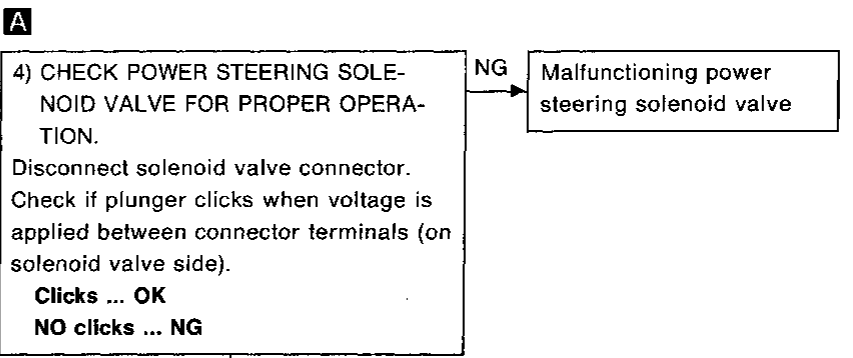 A
4) CHECK POWER STEERING SOLE-
NOID VALVE FOR PROPER OPERA-
TION.
Disconnect solenoid valve connector.
Check if plunger clicks when voltage is
applied between connector terminals (on
solenoid valve side).
Clicks ... OK
NO clicks ... NG
NG
Malfunctioning power
steering solenoid valve